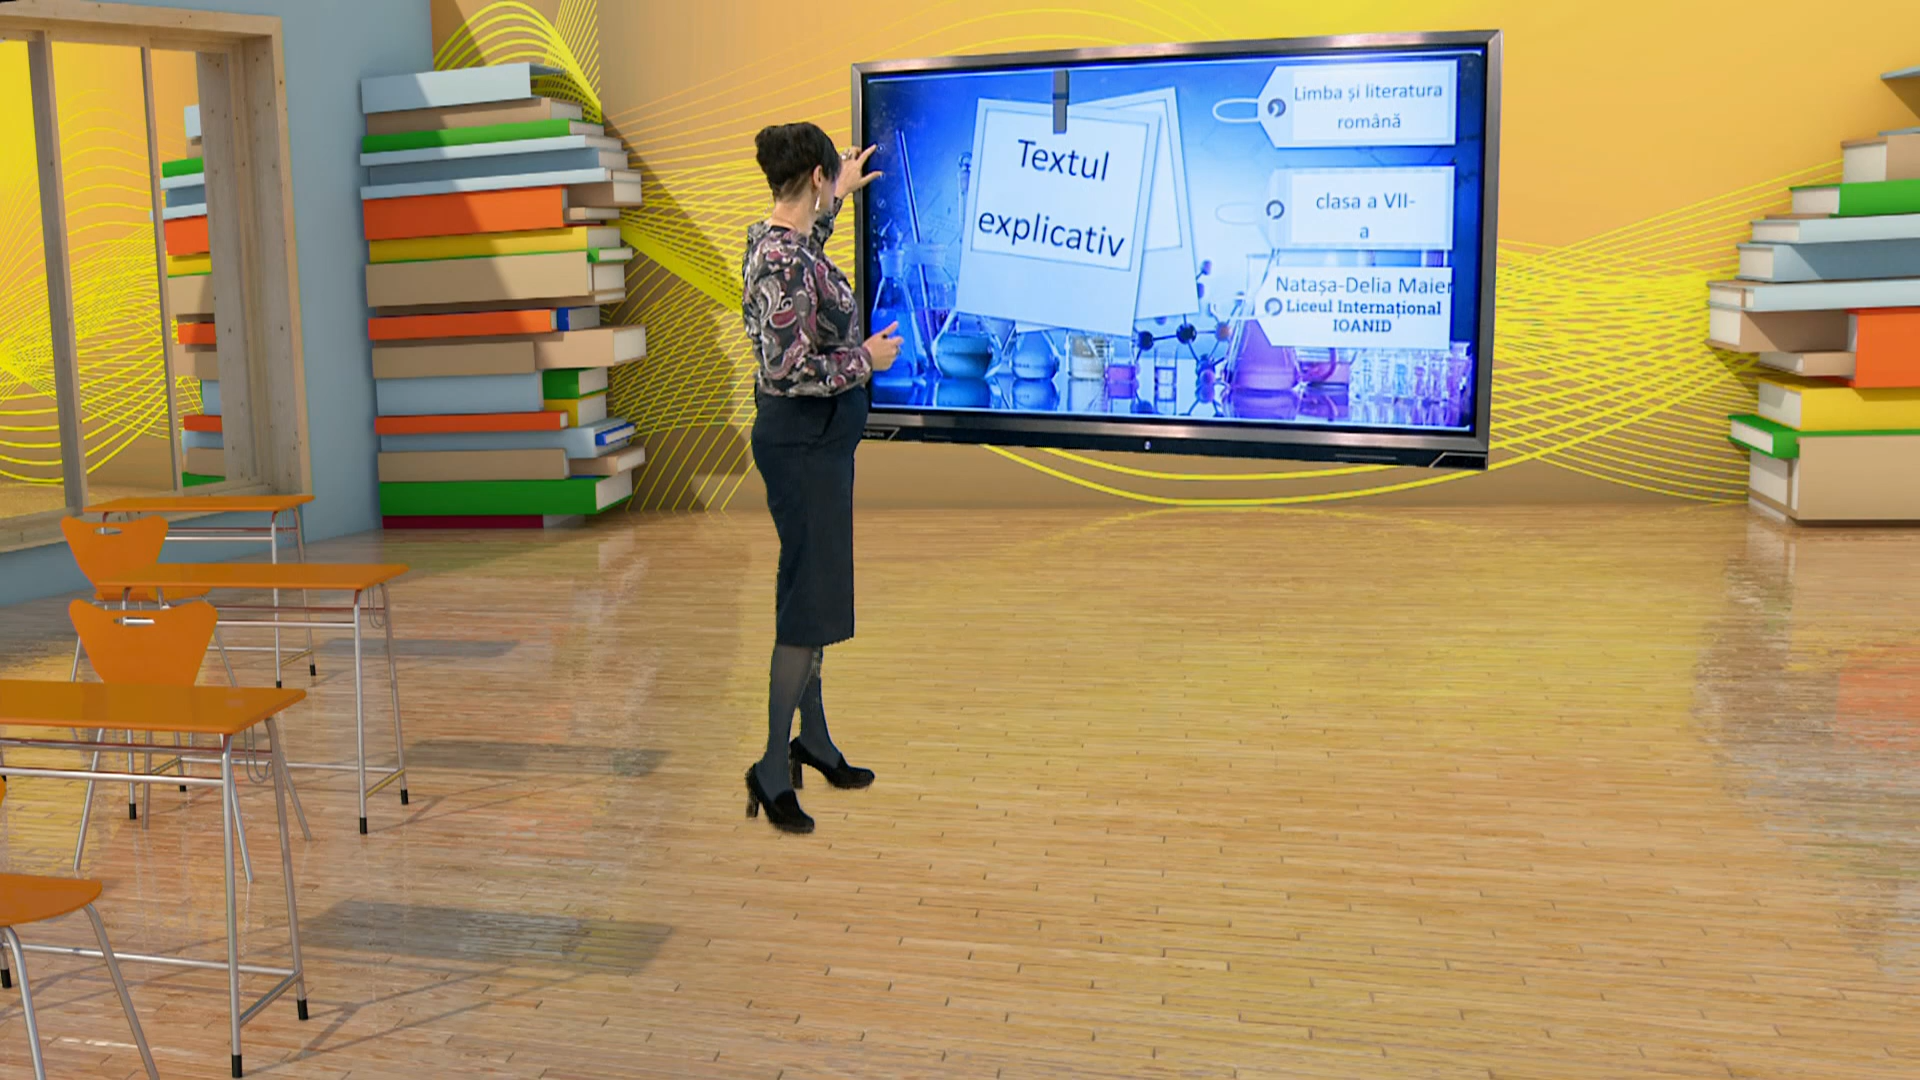 Textul
explicativ
Limba și literatura
română
clasa a VII-
a
Natașa-Delia Maier
Liceul Internațional
IOANID